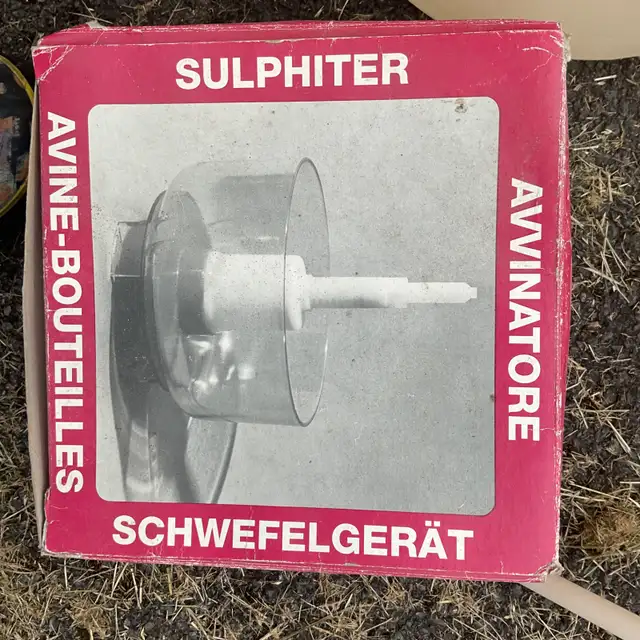 SULPHITER
AVINE-BOUTEILLES
AVVINATORE
SCHWEFELGERÄT